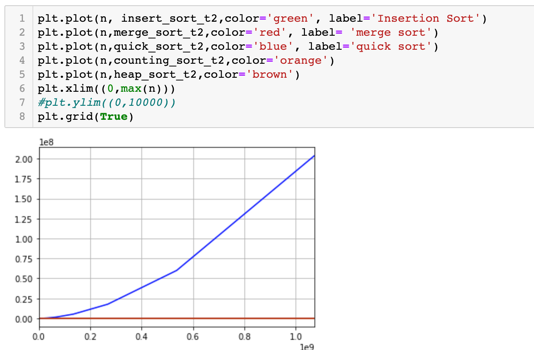 1 plt.plot(n, insert_sort_t2,color='green', label='Insertion Sort')
2 plt.plot(n,merge_sort_t2,color='red', label= 'merge sort')
3 plt.plot(n,quick_sort_t2,color='blue', label='quick sort')
4 plt.plot(n,counting_sort_t2,color='orange')
5 plt.plot(n,heap_sort_t2,color='brown')
6 plt.xlim((0,max(n)))
7 #plt.ylim((0,10000))
8 plt.grid(True)
1e8
2.00
1.75
1.50
1.25
1.00
0.75
0.50
0.25
0.00
0.0 0.2 0.4 0.6 0.8 1.0
1e9